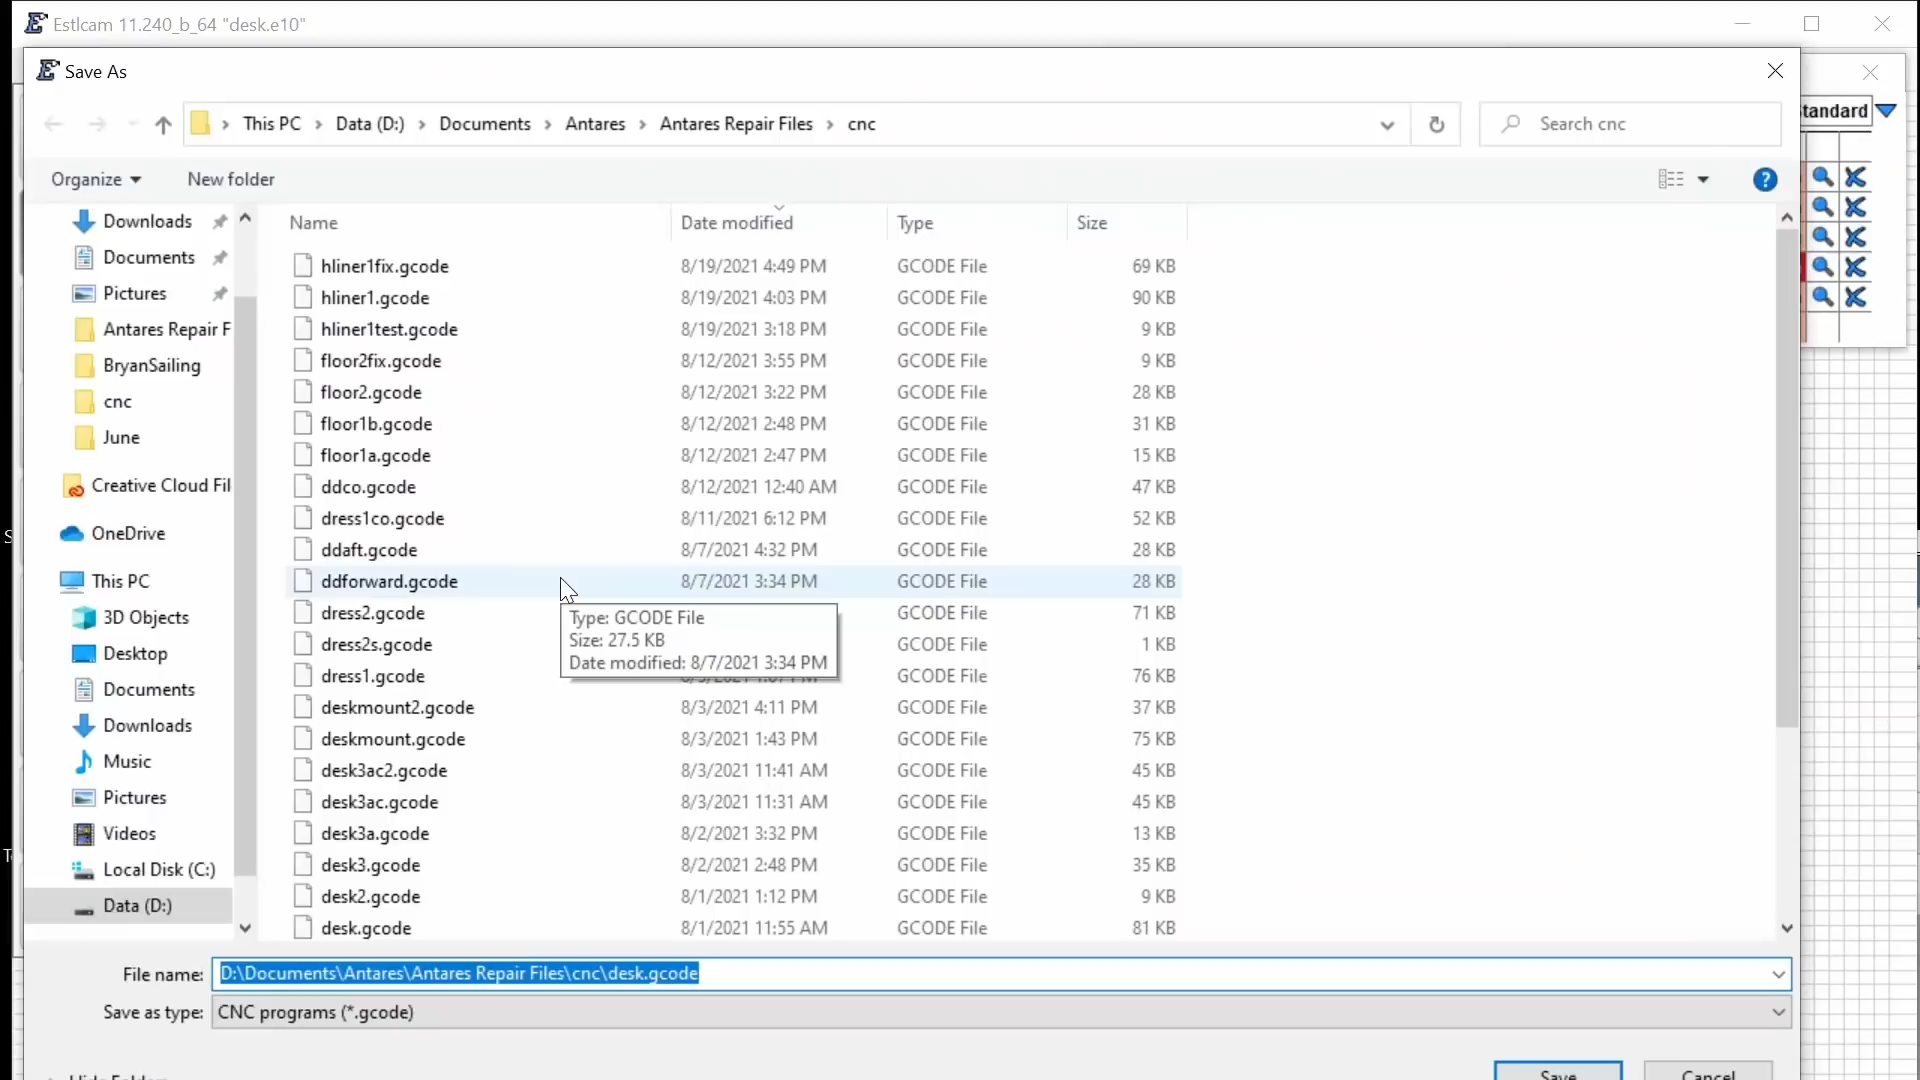 Estlcam 11.240_b_64 "desk.e10"
Save As
This PC > Data (D:) > Documents > Antares > Antares Repair Files > cnc
Search cnc
tandard
Organize
New folder
Name
Date modified
Type
Size
Downloads
Documents
Pictures
Antares Repair F
BryanSailing
cnc
June
Creative Cloud Fil
OneDrive
This PC
3D Objects
Desktop
Documents
Downloads
Music
Pictures
Videos
Local Disk (C:)
Data (D:)
hliner1fix.gcode 8/19/2021 4:49 PM GCODE File 69 KB
hliner1.gcode 8/19/2021 4:03 PM GCODE File 90 KB
hliner1test.gcode 8/19/2021 3:18 PM GCODE File 9 KB
floor2fix.gcode 8/12/2021 3:55 PM GCODE File 9 KB
floor2.gcode 8/12/2021 3:22 PM GCODE File 28 KB
floor1b.gcode 8/12/2021 2:48 PM GCODE File 31 KB
floor1a.gcode 8/12/2021 2:47 PM GCODE File 15 KB
ddco.gcode 8/12/2021 12:40 AM GCODE File 47 KB
dress1co.gcode 8/11/2021 6:12 PM GCODE File 52 KB
ddaft.gcode 8/7/2021 4:32 PM GCODE File 28 KB
ddforward.gcode 8/7/2021 3:34 PM GCODE File 28 KB
dress2.gcode GCODE File 71 KB
dress2s.gcode GCODE File 1 KB
dress1.gcode GCODE File 76 KB
Type: GCODE File
Size: 27.5 KB
Date modified: 8/7/2021 3:34 PM
deskmount2.gcode 8/3/2021 4:11 PM GCODE File 37 KB
deskmount.gcode 8/3/2021 1:43 PM GCODE File 75 KB
desk3ac2.gcode 8/3/2021 11:41 AM GCODE File 45 KB
desk3ac.gcode 8/3/2021 11:31 AM GCODE File 45 KB
desk3a.gcode 8/2/2021 3:32 PM GCODE File 13 KB
desk3.gcode 8/2/2021 2:48 PM GCODE File 35 KB
desk2.gcode 8/1/2021 1:12 PM GCODE File 9 KB
desk.gcode 8/1/2021 11:55 AM GCODE File 81 KB
File name: D:\Documents\Antares\Antares Repair Files\cnc\desk.gcode
Save as type: CNC programs (*.gcode)
Hide Folders
Save
Cancel